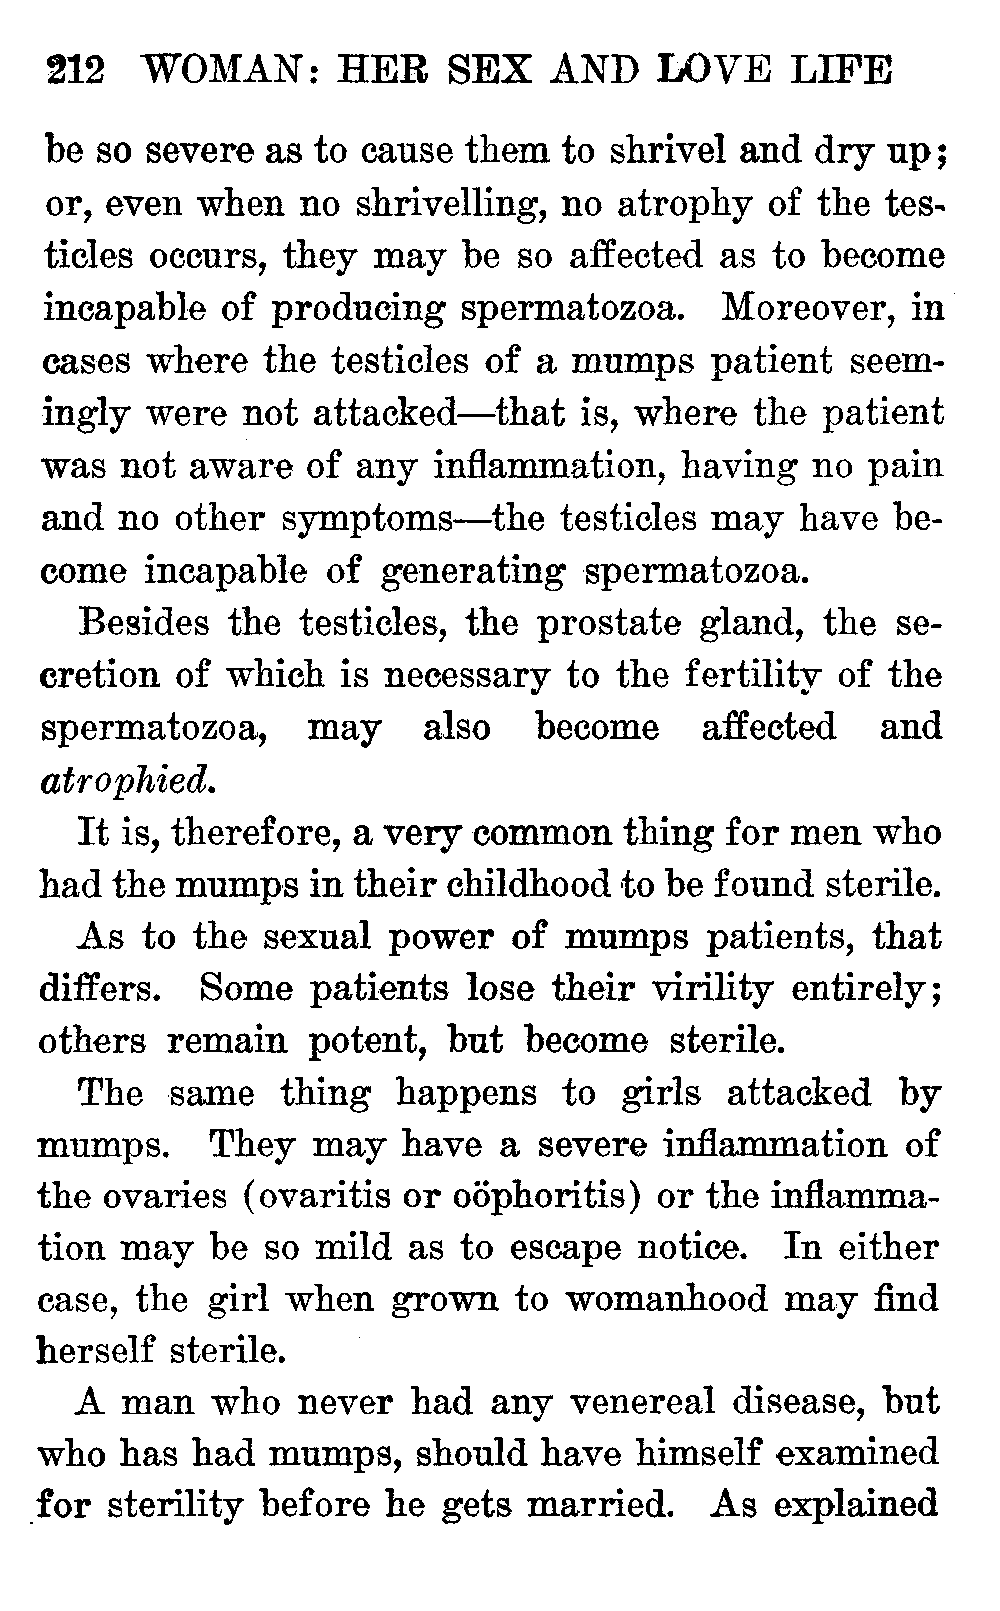 212 WOMAN: HER SEX AND LOVE LIFE
be so severe as to cause them to shrivel and dry up;
or, even when no shrivelling, no atrophy of the tes-
ticles occurs, they may be so affected as to become
incapable of producing spermatozoa. Moreover, in
cases where the testicles of a mumps patient seem-
ingly were not attacked—that is, where the patient
was not aware of any inflammation, having no pain
and no other symptoms—the testicles may have be-
come incapable of generating spermatozoa.
Besides the testicles, the prostate gland, the se-
cretion of which is necessary to the fertility of the
spermatozoa, may also become affected and
atrophied.
It is, therefore, a very common thing for men who
had the mumps in their childhood to be found sterile.
As to the sexual power of mumps patients, that
differs. Some patients lose their virility entirely;
others remain potent, but become sterile.
The same thing happens to girls attacked by
mumps. They may have a severe inflammation of
the ovaries (ovaritis or oöphoritis) or the inflamma-
tion may be so mild as to escape notice. In either
case, the girl when grown to womanhood may find
herself sterile.
A man who never had any venereal disease, but
who has had mumps, should have himself examined
for sterility before he gets married. As explained